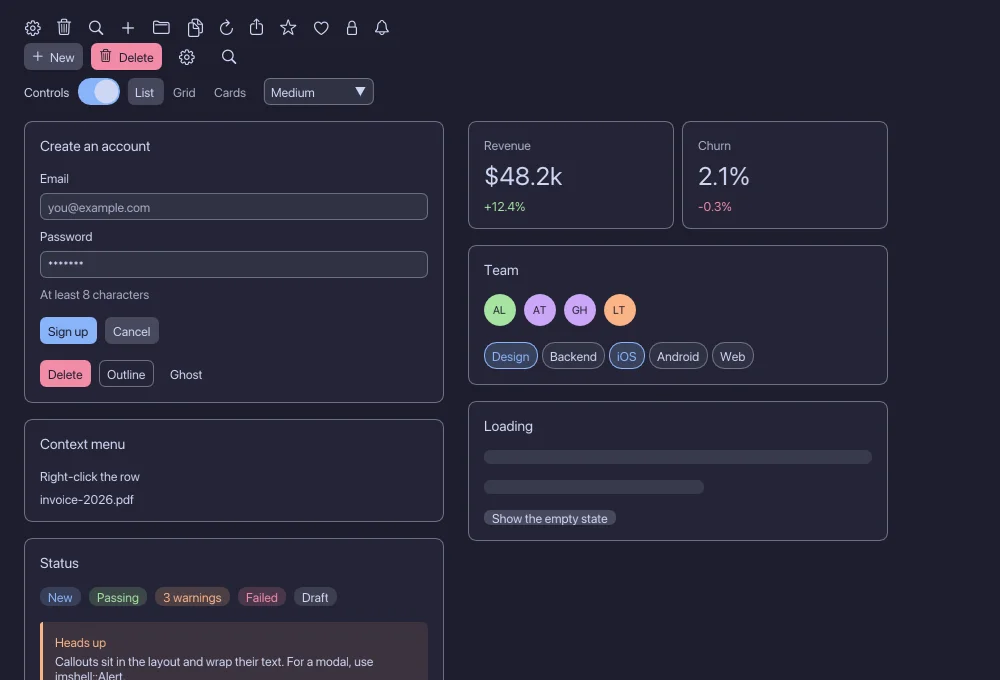 New
Delete
Controls
List
Grid
Cards
Medium
Create an account
Email
you@example.com
Password
*******
At least 8 characters
Sign up
Cancel
Delete
Outline
Ghost
Context menu
Right-click the row
invoice-2026.pdf
Status
New
Passing
3 warnings
Failed
Draft
Heads up
Callouts sit in the layout and wrap their text. For a modal, use
imshell::Alert.
Revenue
$48.2k
+12.4%
Churn
2.1%
-0.3%
Team
AL
AT
GH
LT
Design
Backend
iOS
Android
Web
Loading
Show the empty state